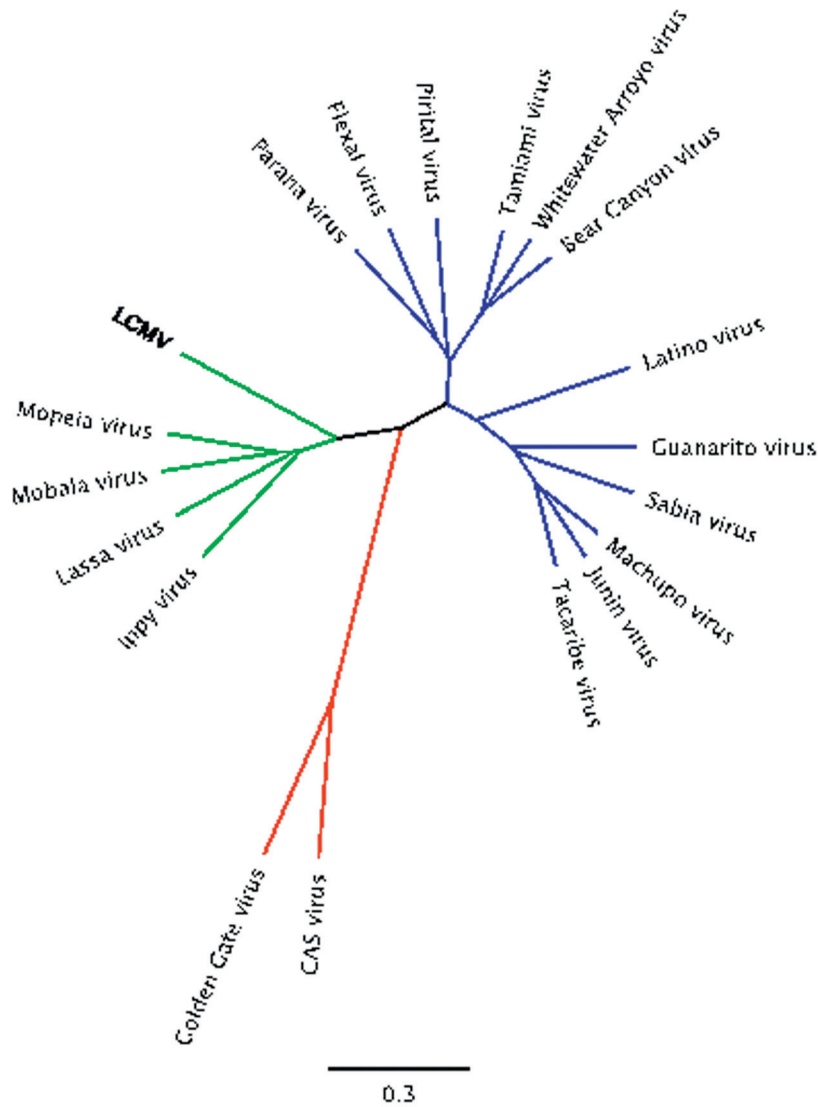 Whitewater Arroyo virus
Tamiami virus
Pirital virus
Flexal virus
Parana virus
Bear Canyon virus
LCMV
Latino virus
Mopeia virus
Guanarito virus
Mobala virus
Sabia virus
Lassa virus
Machupo virus
Ippy virus
Junin virus
Tacaribe virus
Golden Gate virus
CAS virus
0.3